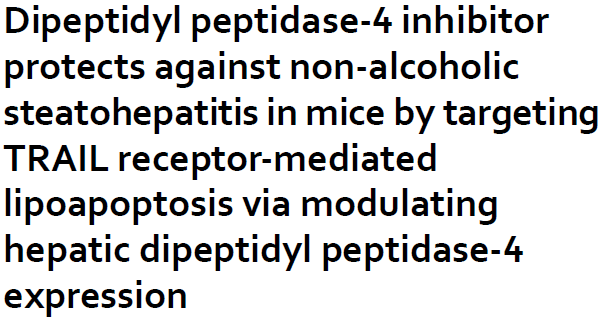 Dipeptidyl peptidase-4 inhibitor
protects against non-alcoholic
steatohepatitis in mice by targeting
TRAIL receptor-mediated
lipoapoptosis via modulating
hepatic dipeptidyl peptidase-4
expression